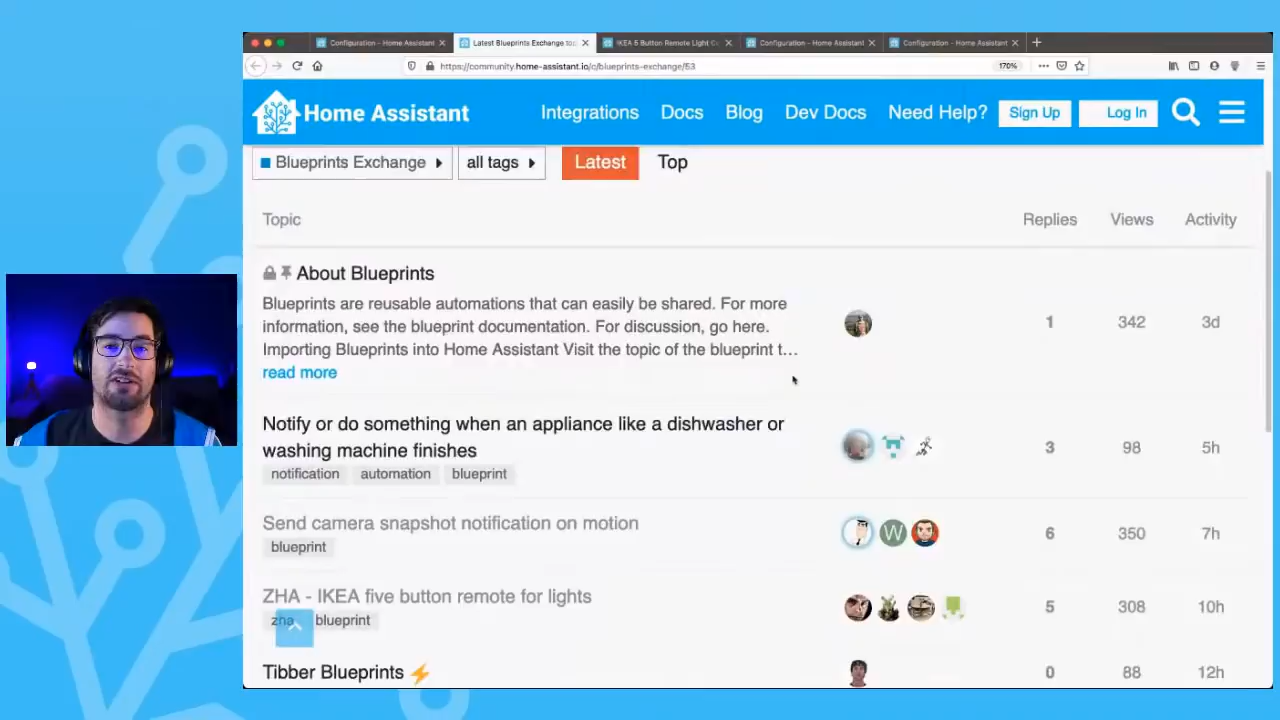 Configuration - Home Assistant
Latest Blueprints Exchange to
IKEA 5 Button Remote Light C
Configuration - Home Assistant
Configuration - Home Assistant
https://community.home-assistant.io/c/blueprints-exchange/53
170%
Home Assistant
Integrations
Docs
Blog
Dev Docs
Need Help?
Sign Up
Log In
Blueprints Exchange
all tags
Latest
Top
Topic
Replies
Views
Activity
About Blueprints
Blueprints are reusable automations that can easily be shared. For more
information, see the blueprint documentation. For discussion, go here.
Importing Blueprints into Home Assistant Visit the topic of the blueprint t...
read more
1
342
3d
Notify or do something when an appliance like a dishwasher or
washing machine finishes
notification
automation
blueprint
3
98
5h
Send camera snapshot notification on motion
blueprint
W
6
350
7h
ZHA - IKEA five button remote for lights
zha
blueprint
5
308
10h
Tibber Blueprints ⚡
0
88
12h